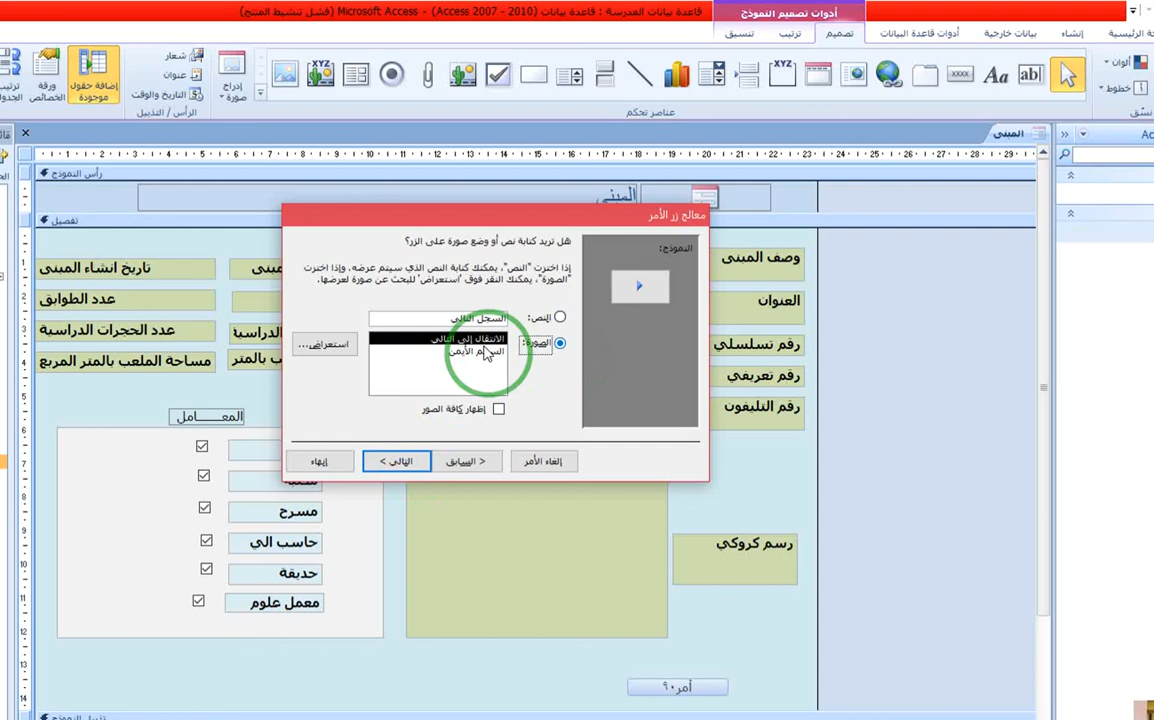 قاعدة بيانات المدرسة : قاعدة بيانات (Access 2007 - 2010) - Microsoft Access (فشل تنشيط المنتج)
أدوات تصميم النموذج
إنشاء
بيانات خارجية
أدوات قاعدة البيانات
تصميم
ترتيب
تنسيق
ألوان
خطوط
عناصر تحكم
إدراج صورة
شعار
عنوان
التاريخ والوقت
الرأس / التذييل
إضافة حقول موجودة
ورقة الخصائص
المبنى
رأس النموذج
المبنى
تفصيل
وصف المبنى
العنوان
رقم تسلسلي
رقم تعريفي
رقم التليفون
رسم كروكي
تاريخ انشاء المبنى
عدد الطوابق
عدد الحجرات الدراسية
مساحة الملعب بالمتر المربع
المعـــــامل
مسرح
حاسب الي
حديقة
معمل علوم
أمر٩٠
معالج زر الأمر
النموذج:
هل تريد كتابة نص أو وضع صورة على الزر؟
إذا اخترت "النص"، يمكنك كتابة النص الذي سيتم عرضه. وإذا اخترت
"الصورة"، يمكنك النقر فوق 'استعراض' للبحث عن صورة لعرضها.
النص:
السجل التالي
الصورة:
الانتقال إلى التالي
السهم الأيمن
استعراض...
إظهار كافة الصور
إلغاء الأمر
< السابق
التالي >
إنهاء
تذييل النموذج